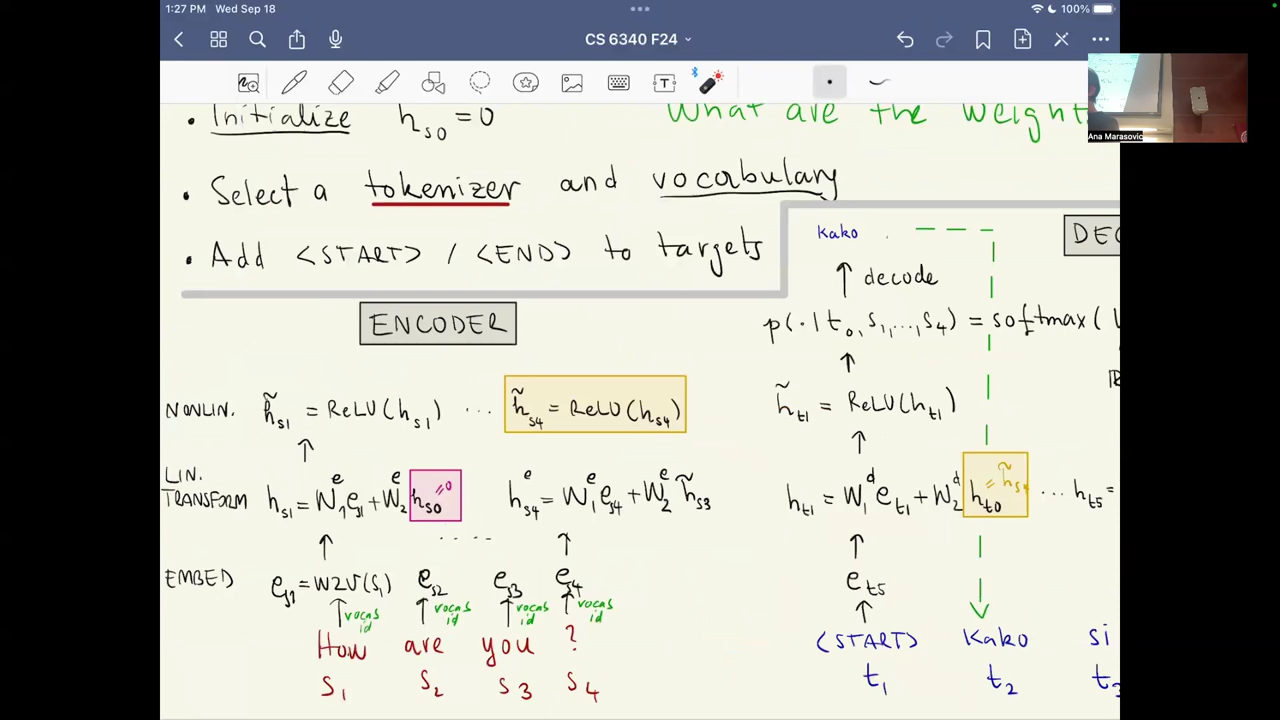 1:27 PM Wed Sep 18
100%
CS 6340 F24
Ana Marasovic
• Initialize h_s0 = 0
What are the weight
• Select a tokenizer and vocabulary
• Add <START> / <END> to targets
ENCODER
NONLIN. h̃_s1 = ReLU(h_s1) ... h̃_s4 = ReLU(h_s4)
LIN. TRANSFORM h_s1 = W_1^e e_s1 + W_2^e h_s0 = 0 h_s4^e = W_1^e e_s4 + W_2^e h̃_s3
....
EMBED e_s1 = W2V(s_1) e_s2 e_s3 e_s4
vocab id vocab id vocab id vocab id
How are you ?
s_1 s_2 s_3 s_4
DEC
Kako
decode
p(·|t_0, s_1, ..., s_4) = softmax(
h̃_t1 = ReLU(h_t1)
h_t1 = W_1^d e_t1 + W_2^d h_t0 = h̃_s4 ... h_t5 =
e_t5
<START> Kako si
t_1 t_2 t_3